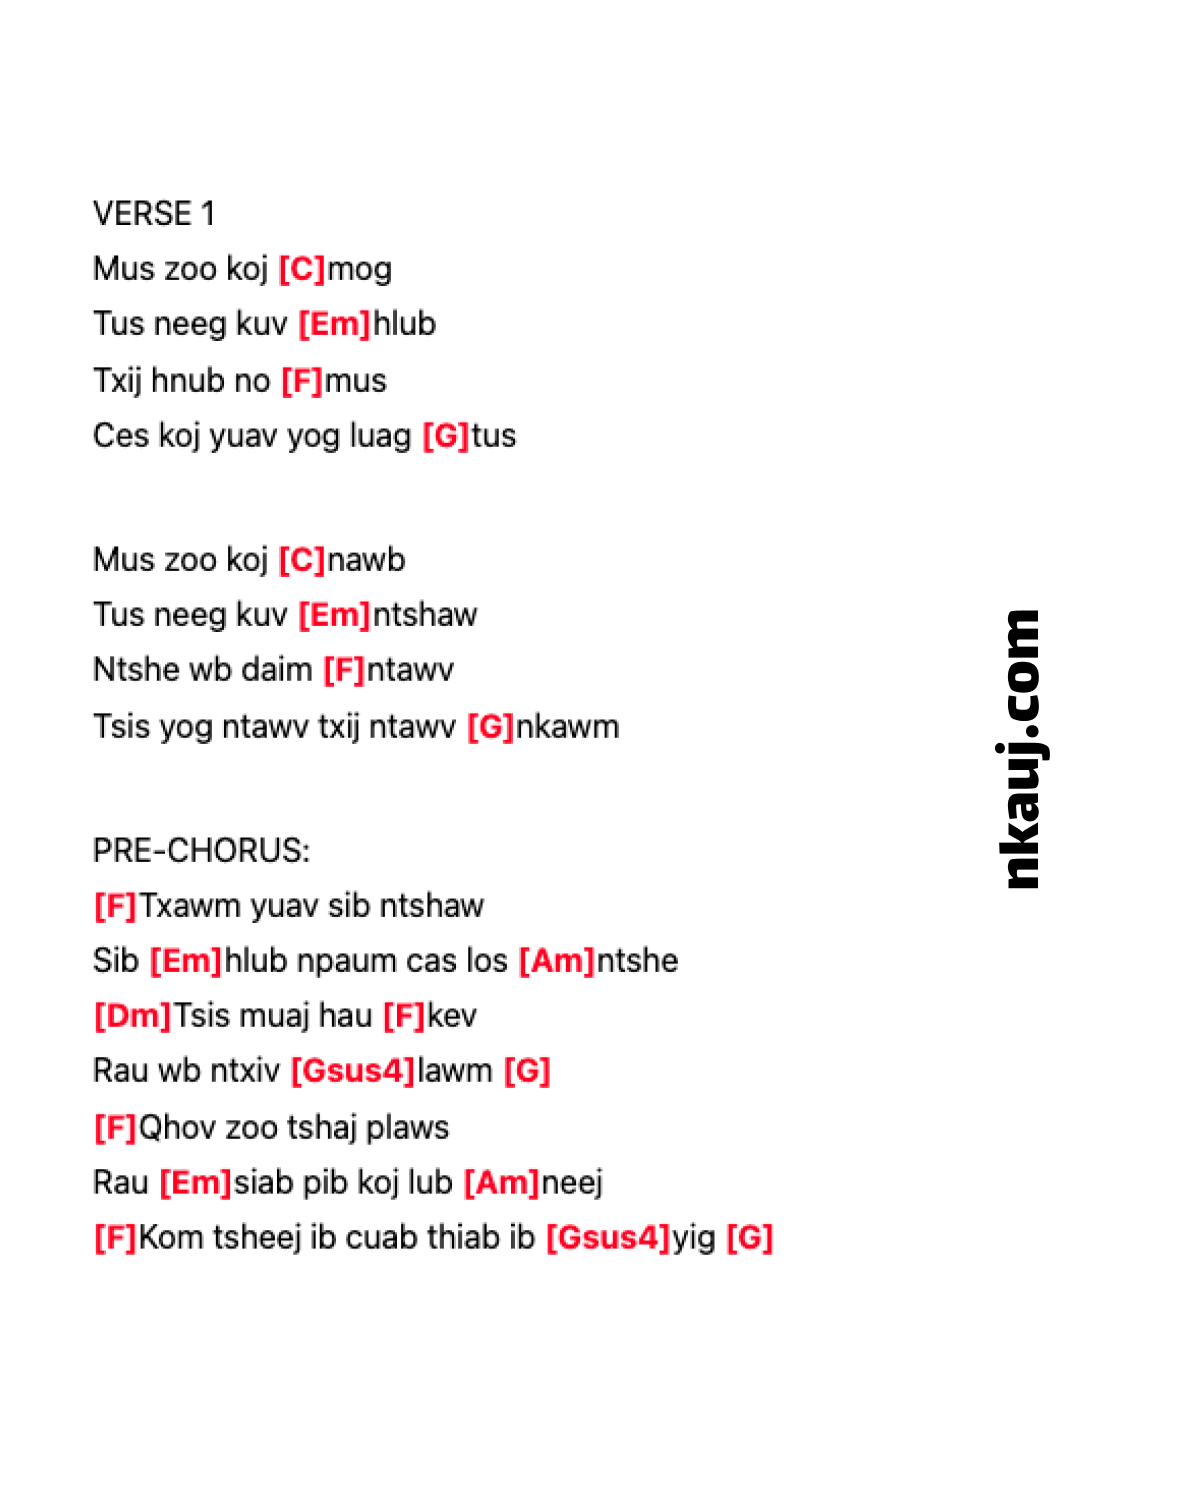 VERSE 1
Mus zoo koj [C]mog
Tus neeg kuv [Em]hlub
Txij hnub no [F]mus
Ces koj yuav yog luag [G]tus
Mus zoo koj [C]nawb
Tus neeg kuv [Em]ntshaw
Ntshe wb daim [F]ntawv
Tsis yog ntawv txij ntawv [G]nkawm
PRE-CHORUS:
[F]Txawm yuav sib ntshaw
Sib [Em]hlub npaum cas los [Am]ntshe
[Dm]Tsis muaj hau [F]kev
Rau wb ntxiv [Gsus4]lawm [G]
[F]Qhov zoo tshaj plaws
Rau [Em]siab pib koj lub [Am]neej
[F]Kom tsheej ib cuab thiab ib [Gsus4]yig [G]
nkauj.com